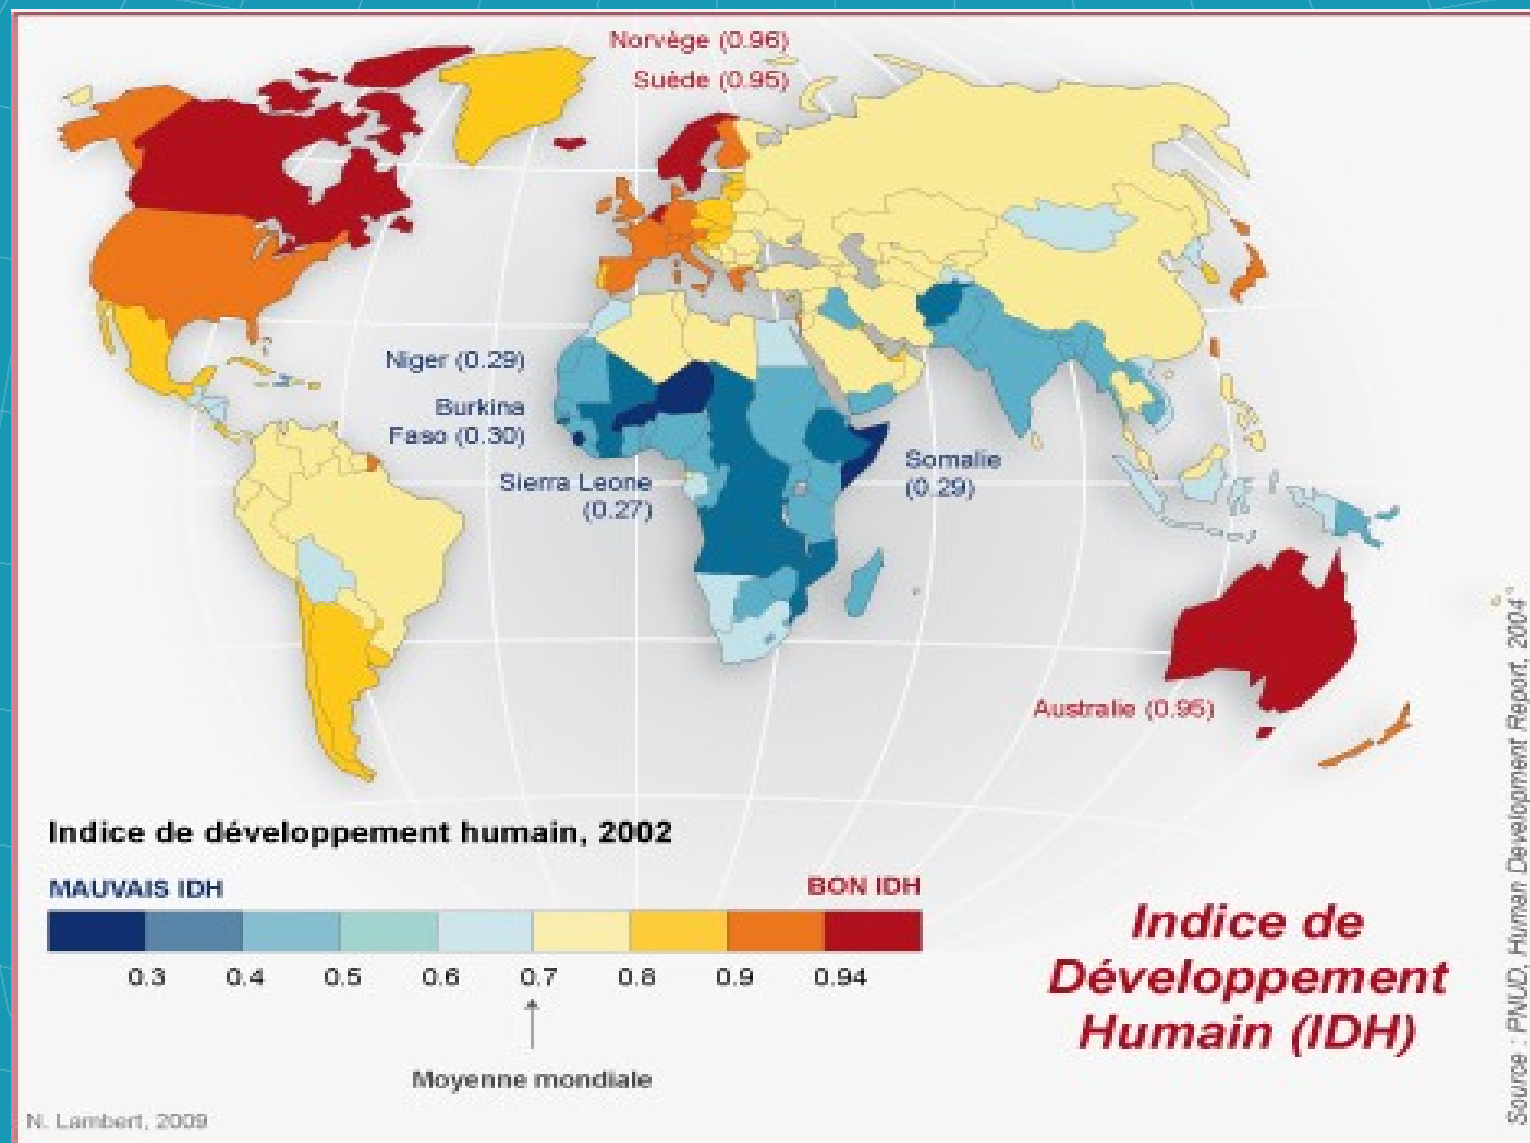 Norvège (0.96)
Suède (0.95)
Niger (0.29)
Burkina
Faso (0.30)
Sierra Leone
(0.27)
Somalie
(0.29)
Australie (0.95)
Indice de développement humain, 2002
MAUVAIS IDH
BON IDH
0.3 0.4 0.5 0.6 0.7 0.8 0.9 0.94
Moyenne mondiale
Indice de
Développement
Humain (IDH)
N. Lambert, 2009
Source : PNUD, Human Development Report, 2004